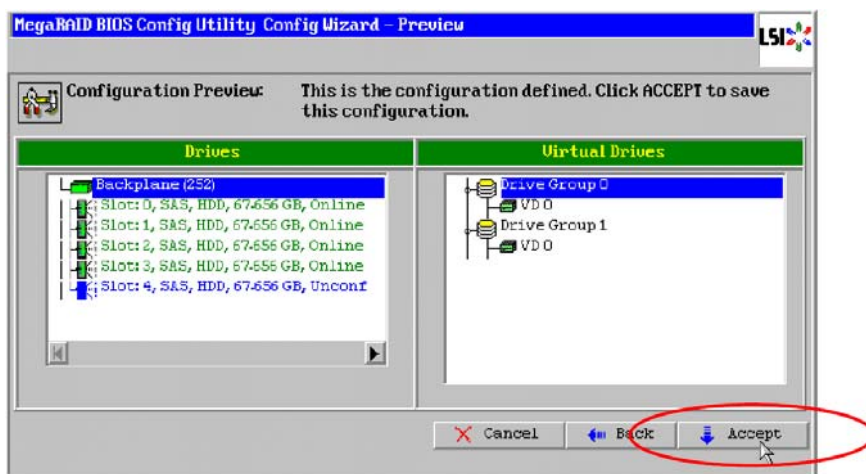 MegaRAID BIOS Config Utility Config Wizard - Preview
LSI
Configuration Preview: This is the configuration defined. Click ACCEPT to save
this configuration.
Drives
Backplane (252)
Slot: 0, SAS, HDD, 67.656 GB, Online
Slot: 1, SAS, HDD, 67.656 GB, Online
Slot: 2, SAS, HDD, 67.656 GB, Online
Slot: 3, SAS, HDD, 67.656 GB, Online
Slot: 4, SAS, HDD, 67.656 GB, Unconf
Virtual Drives
Drive Group 0
VD 0
Drive Group 1
VD 0
Cancel
Back
Accept